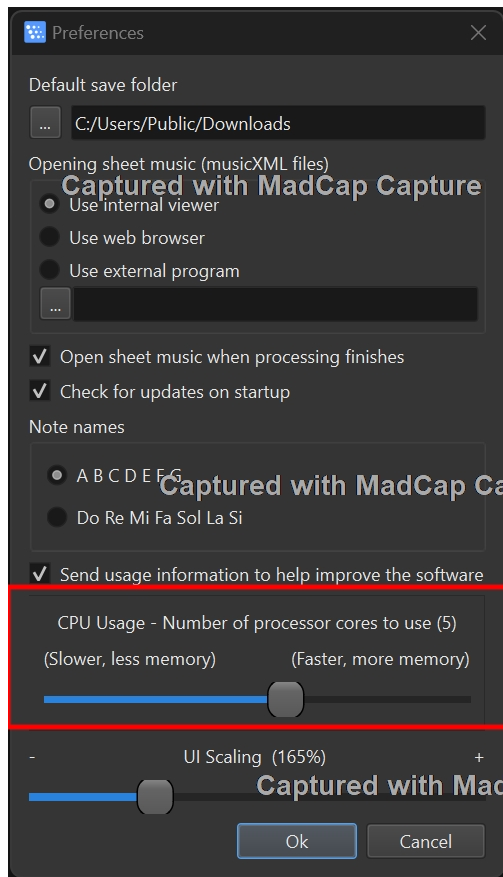 Preferences
Default save folder
...
C:/Users/Public/Downloads
Opening sheet music (musicXML files)
Captured with MadCap Capture
Use internal viewer
Use web browser
Use external program
...
Open sheet music when processing finishes
Check for updates on startup
Note names
A B C D E F G
Captured with MadCap Ca
Do Re Mi Fa Sol La Si
Send usage information to help improve the software
CPU Usage - Number of processor cores to use (5)
(Slower, less memory) (Faster, more memory)
- UI Scaling (165%) +
Captured with Mad
Ok Cancel